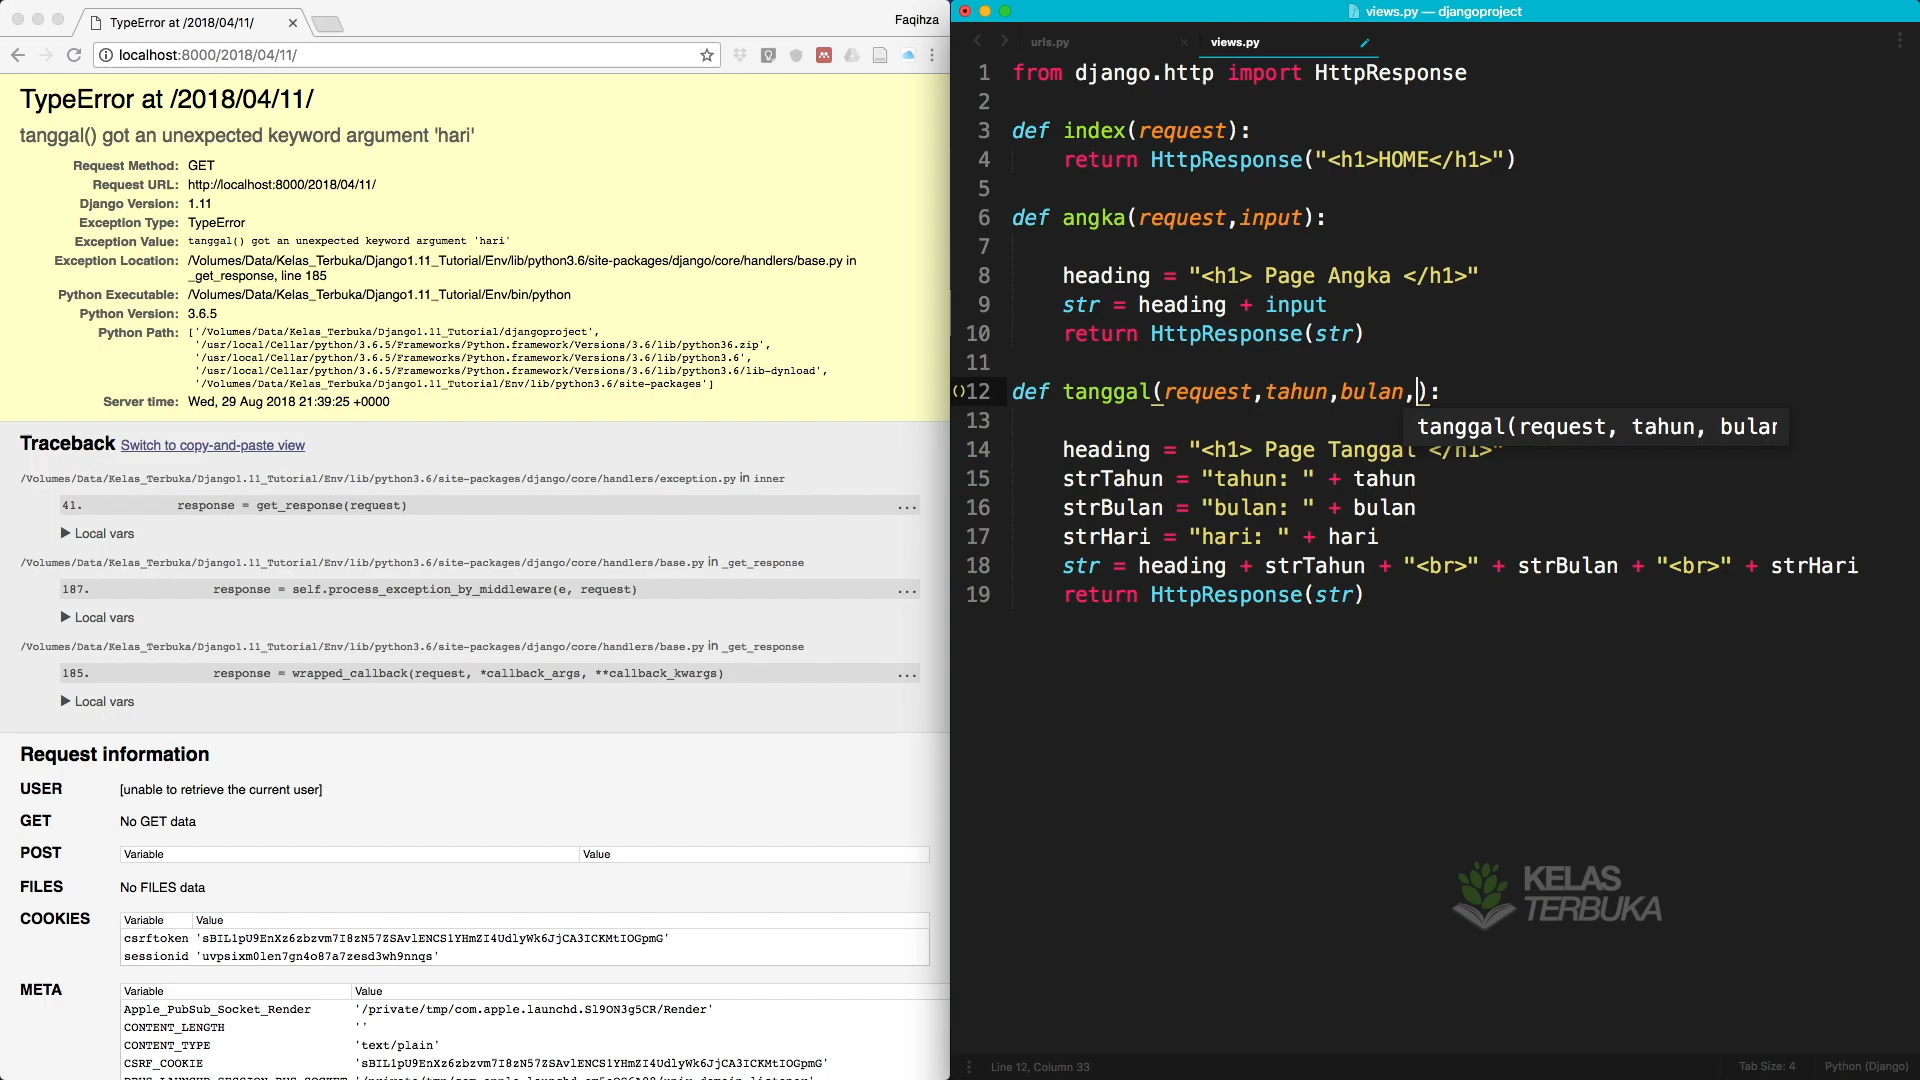 TypeError at /2018/04/11/
Faqihza
localhost:8000/2018/04/11/
TypeError at /2018/04/11/
tanggal() got an unexpected keyword argument 'hari'
Request Method: GET
Request URL: http://localhost:8000/2018/04/11/
Django Version: 1.11
Exception Type: TypeError
Exception Value: tanggal() got an unexpected keyword argument 'hari'
Exception Location: /Volumes/Data/Kelas_Terbuka/Django1.11_Tutorial/Env/lib/python3.6/site-packages/django/core/handlers/base.py in
_get_response, line 185
Python Executable: /Volumes/Data/Kelas_Terbuka/Django1.11_Tutorial/Env/bin/python
Python Version: 3.6.5
Python Path: ['/Volumes/Data/Kelas_Terbuka/Django1.11_Tutorial/djangoproject',
'/usr/local/Cellar/python/3.6.5/Frameworks/Python.framework/Versions/3.6/lib/python36.zip',
'/usr/local/Cellar/python/3.6.5/Frameworks/Python.framework/Versions/3.6/lib/python3.6',
'/usr/local/Cellar/python/3.6.5/Frameworks/Python.framework/Versions/3.6/lib/python3.6/lib-dynload',
'/Volumes/Data/Kelas_Terbuka/Django1.11_Tutorial/Env/lib/python3.6/site-packages']
Server time: Wed, 29 Aug 2018 21:39:25 +0000
Traceback Switch to copy-and-paste view
/Volumes/Data/Kelas_Terbuka/Django1.11_Tutorial/Env/lib/python3.6/site-packages/django/core/handlers/exception.py in inner
41. response = get_response(request) ...
▶ Local vars
/Volumes/Data/Kelas_Terbuka/Django1.11_Tutorial/Env/lib/python3.6/site-packages/django/core/handlers/base.py in _get_response
187. response = self.process_exception_by_middleware(e, request) ...
▶ Local vars
/Volumes/Data/Kelas_Terbuka/Django1.11_Tutorial/Env/lib/python3.6/site-packages/django/core/handlers/base.py in _get_response
185. response = wrapped_callback(request, *callback_args, **callback_kwargs) ...
▶ Local vars
Request information
USER [unable to retrieve the current user]
GET No GET data
POST Variable Value
FILES No FILES data
COOKIES Variable Value
csrftoken 'sBIL1pU9EnXz6zbzvm7I8zN57ZSAvlENCS1YHmZI4UdlyWk6JjCA3ICKMtIOGpmG'
sessionid 'uvpsixm0len7gn4o87a7zesd3wh9nnqs'
META Variable Value
Apple_PubSub_Socket_Render '/private/tmp/com.apple.launchd.Sl9ON3g5CR/Render'
CONTENT_LENGTH ''
CONTENT_TYPE 'text/plain'
CSRF_COOKIE 'sBIL1pU9EnXz6zbzvm7I8zN57ZSAvlENCS1YHmZI4UdlyWk6JjCA3ICKMtIOGpmG'
views.py — djangoproject
urls.py
views.py
1 from django.http import HttpResponse
2
3 def index(request):
4 return HttpResponse("<h1>HOME</h1>")
5
6 def angka(request,input):
7
8 heading = "<h1> Page Angka </h1>"
9 str = heading + input
10 return HttpResponse(str)
11
12 def tanggal(request,tahun,bulan,):
13 tanggal(request, tahun, bulan
14 heading = "<h1> Page Tanggal </h1>"
15 strTahun = "tahun: " + tahun
16 strBulan = "bulan: " + bulan
17 strHari = "hari: " + hari
18 str = heading + strTahun + "<br>" + strBulan + "<br>" + strHari
19 return HttpResponse(str)
KELAS
TERBUKA
Line 12, Column 33
Tab Size: 4
Python (Django)